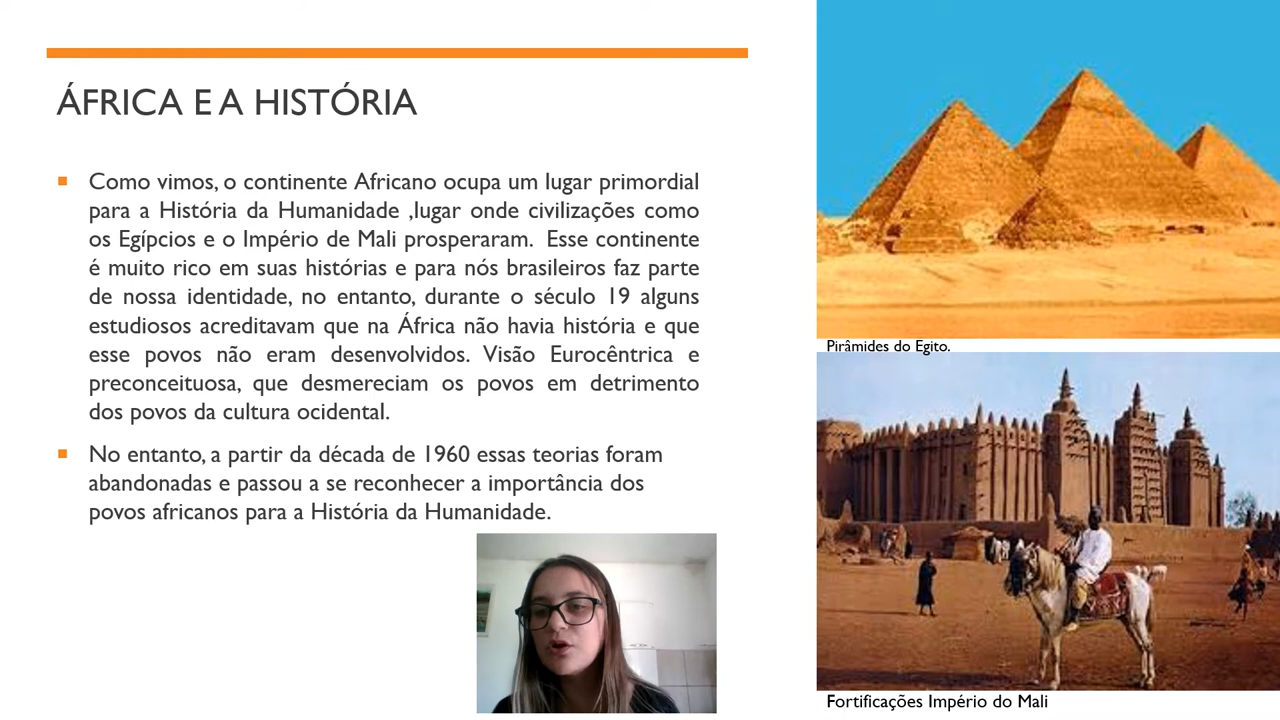 ÁFRICA E A HISTÓRIA
Como vimos, o continente Africano ocupa um lugar primordial
para a História da Humanidade ,lugar onde civilizações como
os Egípcios e o Império de Mali prosperaram. Esse continente
é muito rico em suas histórias e para nós brasileiros faz parte
de nossa identidade, no entanto, durante o século 19 alguns
estudiosos acreditavam que na África não havia história e que
esse povos não eram desenvolvidos. Visão Eurocêntrica e
preconceituosa, que desmereciam os povos em detrimento
dos povos da cultura ocidental.
No entanto, a partir da década de 1960 essas teorias foram
abandonadas e passou a se reconhecer a importância dos
povos africanos para a História da Humanidade.
Pirâmides do Egito.
Fortificações Império do Mali